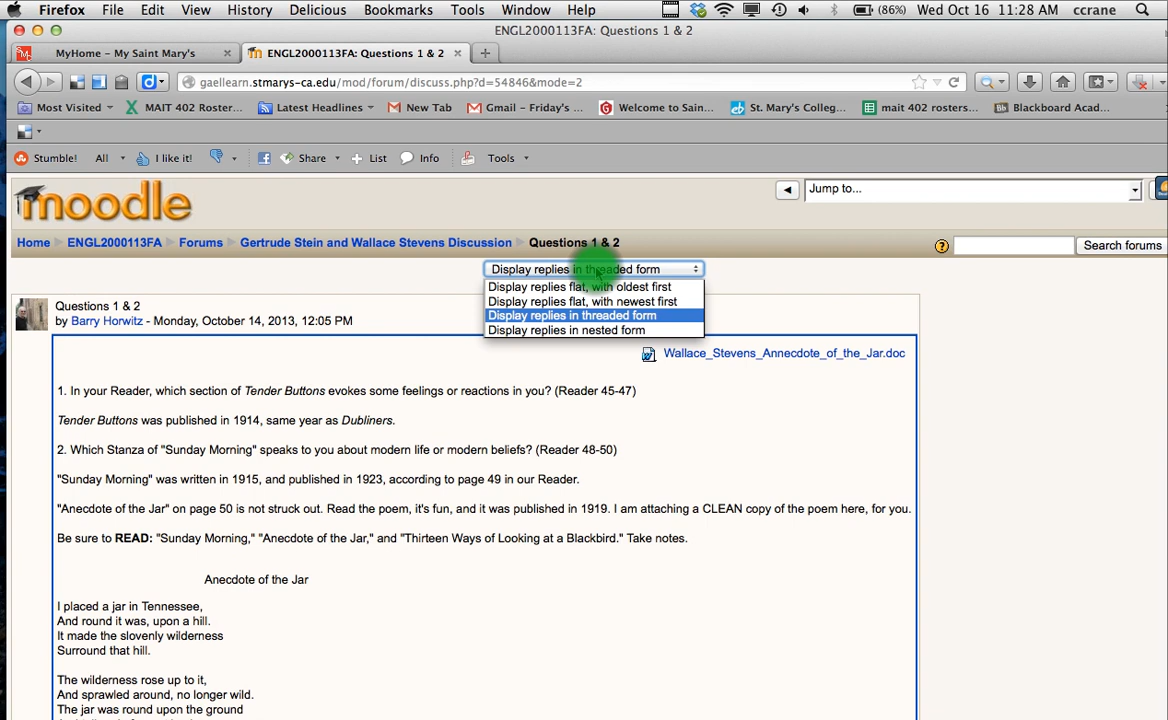 Firefox File Edit View History Delicious Bookmarks Tools Window Help (86%) Wed Oct 16 11:28 AM ccrane
ENGL2000113FA: Questions 1 & 2
MyHome - My Saint Mary's
ENGL2000113FA: Questions 1 & 2
gaellearn.stmarys-ca.edu/mod/forum/discuss.php?d=54846&mode=2
Most Visited MAIT 402 Roster... Latest Headlines New Tab Gmail - Friday's ... Welcome to Sain... St. Mary's Colleg... mait 402 rosters... Blackboard Acad...
Stumble! All I like it! Share List Info Tools
moodle
Jump to...
Home ENGL2000113FA Forums Gertrude Stein and Wallace Stevens Discussion Questions 1 & 2
Search forums
Display replies in threaded form
Display replies flat, with oldest first
Display replies flat, with newest first
Display replies in threaded form
Display replies in nested form
Questions 1 & 2
by Barry Horwitz - Monday, October 14, 2013, 12:05 PM
Wallace_Stevens_Annecdote_of_the_Jar.doc
1. In your Reader, which section of Tender Buttons evokes some feelings or reactions in you? (Reader 45-47)
Tender Buttons was published in 1914, same year as Dubliners.
2. Which Stanza of "Sunday Morning" speaks to you about modern life or modern beliefs? (Reader 48-50)
"Sunday Morning" was written in 1915, and published in 1923, according to page 49 in our Reader.
"Anecdote of the Jar" on page 50 is not struck out. Read the poem, it's fun, and it was published in 1919. I am attaching a CLEAN copy of the poem here, for you.
Be sure to READ: "Sunday Morning," "Anecdote of the Jar," and "Thirteen Ways of Looking at a Blackbird." Take notes.
Anecdote of the Jar
I placed a jar in Tennessee,
And round it was, upon a hill.
It made the slovenly wilderness
Surround that hill.
The wilderness rose up to it,
And sprawled around, no longer wild.
The jar was round upon the ground